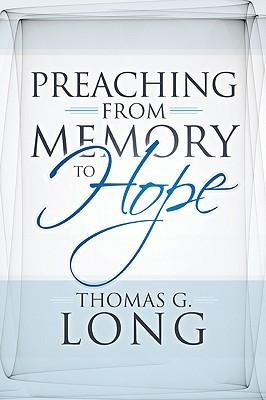 PREACHING
FROM
MEMORY
TO Hope
THOMAS G.
LONG